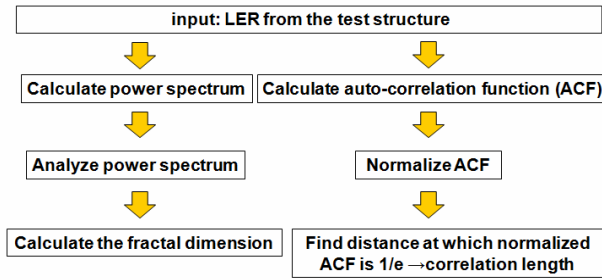 input: LER from the test structure
Calculate power spectrum
Calculate auto-correlation function (ACF)
Analyze power spectrum
Normalize ACF
Calculate the fractal dimension
Find distance at which normalized
ACF is 1/e →correlation length